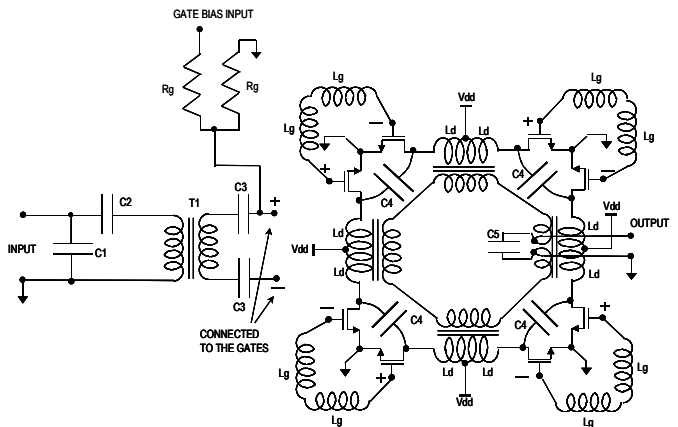 GATE BIAS INPUT
Rg
Rg
Lg
Lg
Vdd
Lg
Lg
Ld
Ld
+
−
+
−
C4
C4
C2
T1
C3
+
INPUT
C1
C3
−
Vdd
Ld
Ld
C5
Ld
Vdd
Ld
OUTPUT
CONNECTED
TO THE GATES
−
+
C4
C4
+
−
Lg
Lg
Ld
Ld
Vdd
Lg
Lg